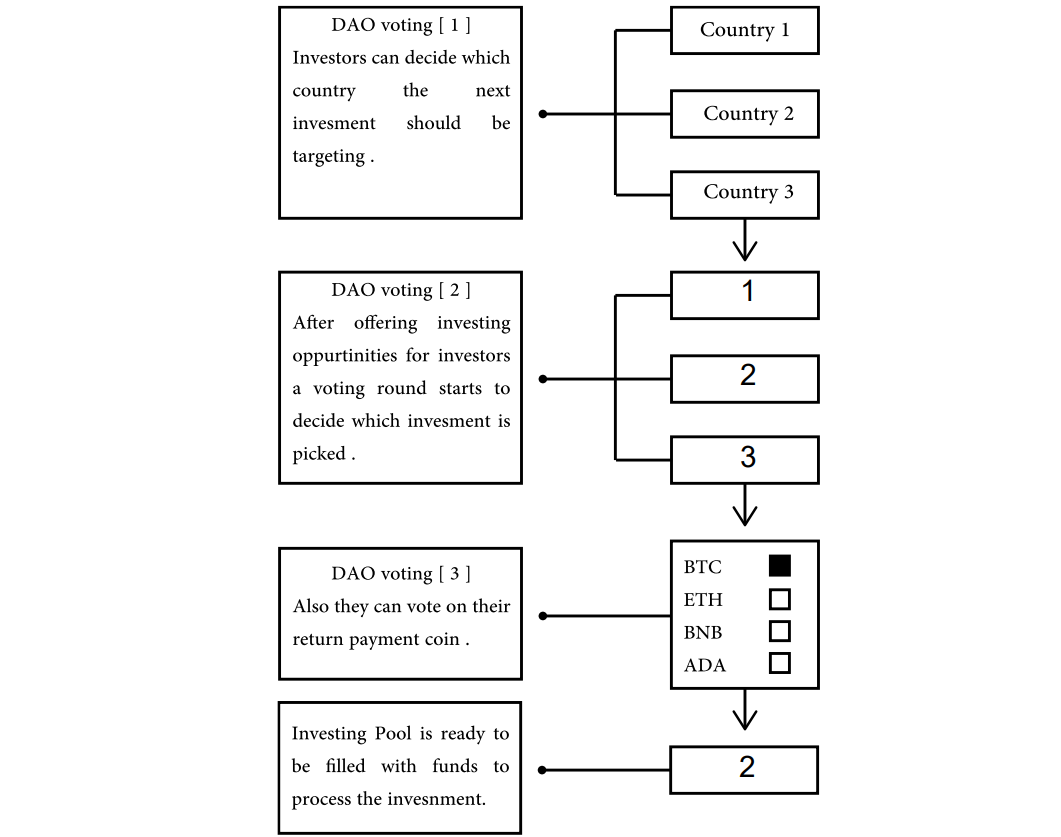 DAO voting [ 1 ]
Investors can decide which
country the next
invesment should be
targeting .
Country 1
Country 2
Country 3
DAO voting [ 2 ]
After offering investing
oppurtinities for investors
a voting round starts to
decide which invesment is
picked .
1
2
3
DAO voting [ 3 ]
Also they can vote on their
return payment coin .
BTC
ETH
BNB
ADA
Investing Pool is ready to
be filled with funds to
process the invesnment.
2